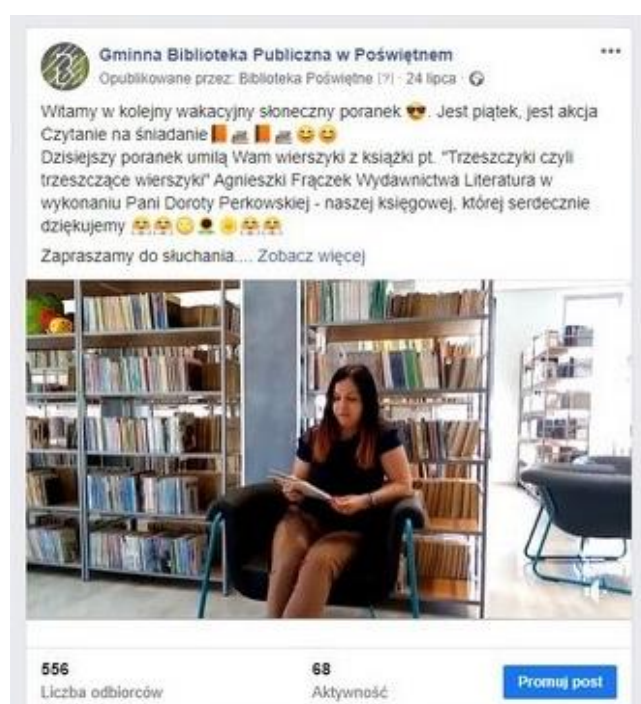 Gminna Biblioteka Publiczna w Poświętnem
Opublikowane przez: Biblioteka Poświętne [?] · 24 lipca ·
Witamy w kolejny wakacyjny słoneczny poranek 😎. Jest piątek, jest akcja
Czytanie na śniadanie
Dzisiejszy poranek umilą Wam wierszyki z książki pt. "Trzeszczyki czyli
trzeszczące wierszyki" Agnieszki Frączek Wydawnictwa Literatura w
wykonaniu Pani Doroty Perkowskiej - naszej księgowej, której serdecznie
dziękujemy
Zapraszamy do słuchania.... Zobacz więcej
556
Liczba odbiorców
68
Aktywność
Promuj post